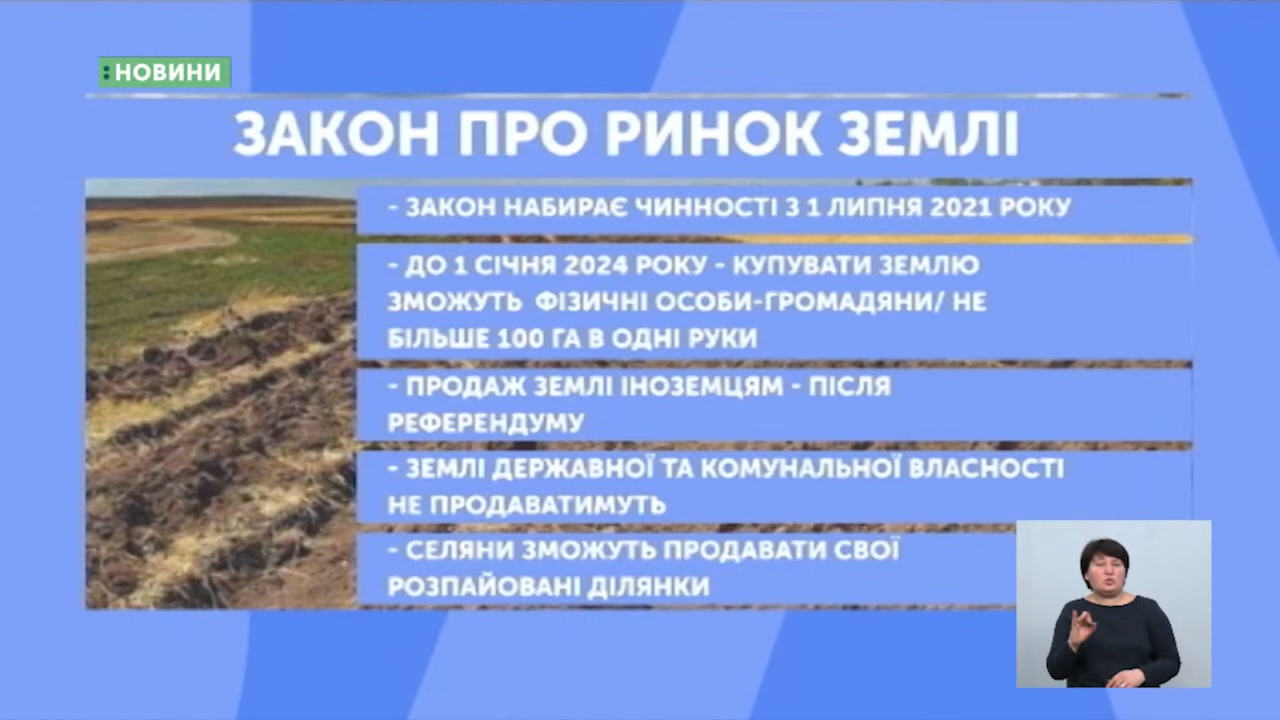 :НОВИНИ
ЗАКОН ПРО РИНОК ЗЕМЛІ
- ЗАКОН НАБИРАЄ ЧИННОСТІ З 1 ЛИПНЯ 2021 РОКУ
- ДО 1 СІЧНЯ 2024 РОКУ - КУПУВАТИ ЗЕМЛЮ
ЗМОЖУТЬ ФІЗИЧНІ ОСОБИ-ГРОМАДЯНИ/ НЕ
БІЛЬШЕ 100 ГА В ОДНІ РУКИ
- ПРОДАЖ ЗЕМЛІ ІНОЗЕМЦЯМ - ПІСЛЯ
РЕФЕРЕНДУМУ
- ЗЕМЛІ ДЕРЖАВНОЇ ТА КОМУНАЛЬНОЇ ВЛАСНОСТІ
НЕ ПРОДАВАТИМУТЬ
- СЕЛЯНИ ЗМОЖУТЬ ПРОДАВАТИ СВОЇ
РОЗПАЙОВАНІ ДІЛЯНКИ